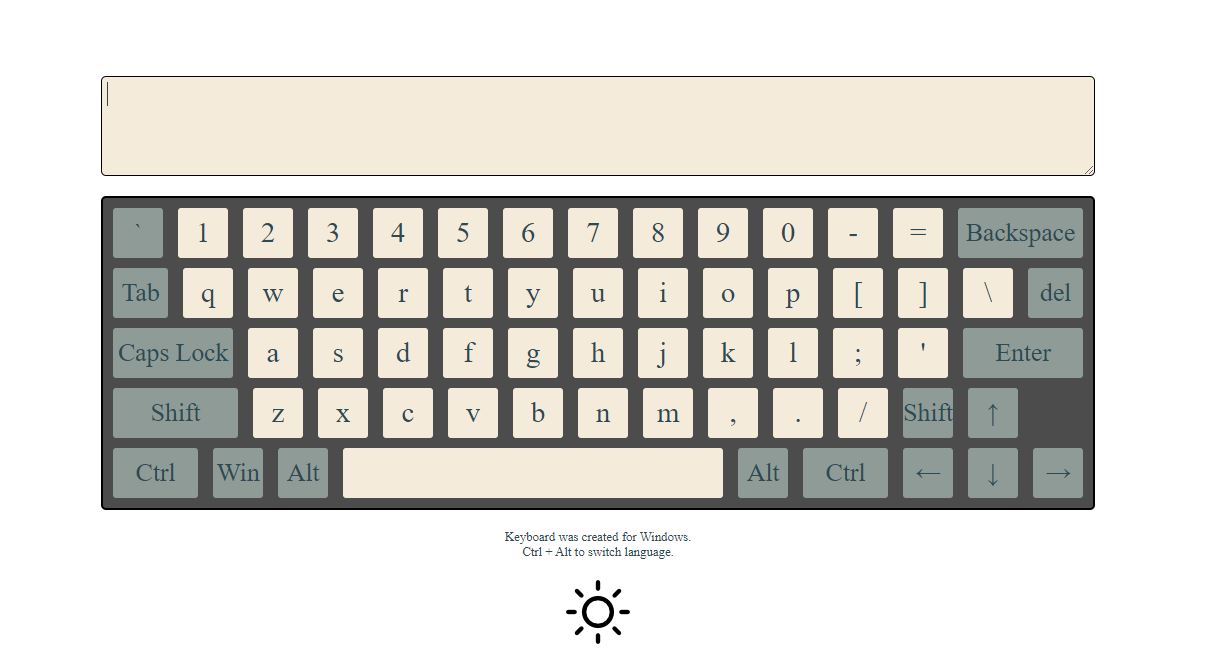 ` 1 2 3 4 5 6 7 8 9 0 - = Backspace
Tab q w e r t y u i o p [ ] \ del
Caps Lock a s d f g h j k l ; ' Enter
Shift z x c v b n m , . / Shift ↑
Ctrl Win Alt Alt Ctrl ← ↓ →
Keyboard was created for Windows.
Ctrl + Alt to switch language.